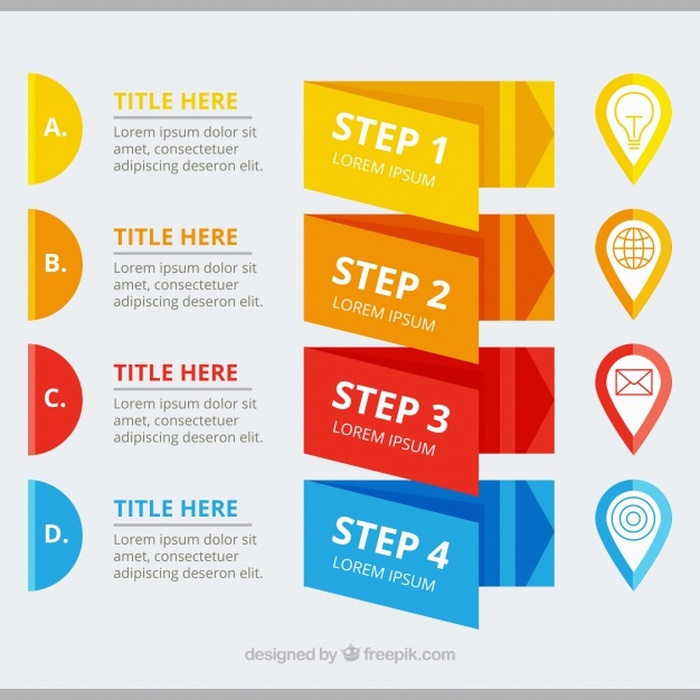 A.
TITLE HERE
Lorem ipsum dolor sit
amet, consectetuer
adipiscing deseron elit.
STEP 1
LOREM IPSUM
B.
TITLE HERE
Lorem ipsum dolor sit
amet, consectetuer
adipiscing deseron elit.
STEP 2
LOREM IPSUM
C.
TITLE HERE
Lorem ipsum dolor sit
amet, consectetuer
adipiscing deseron elit.
STEP 3
LOREM IPSUM
D.
TITLE HERE
Lorem ipsum dolor sit
amet, consectetuer
adipiscing deseron elit.
STEP 4
LOREM IPSUM
designed by freepik.com